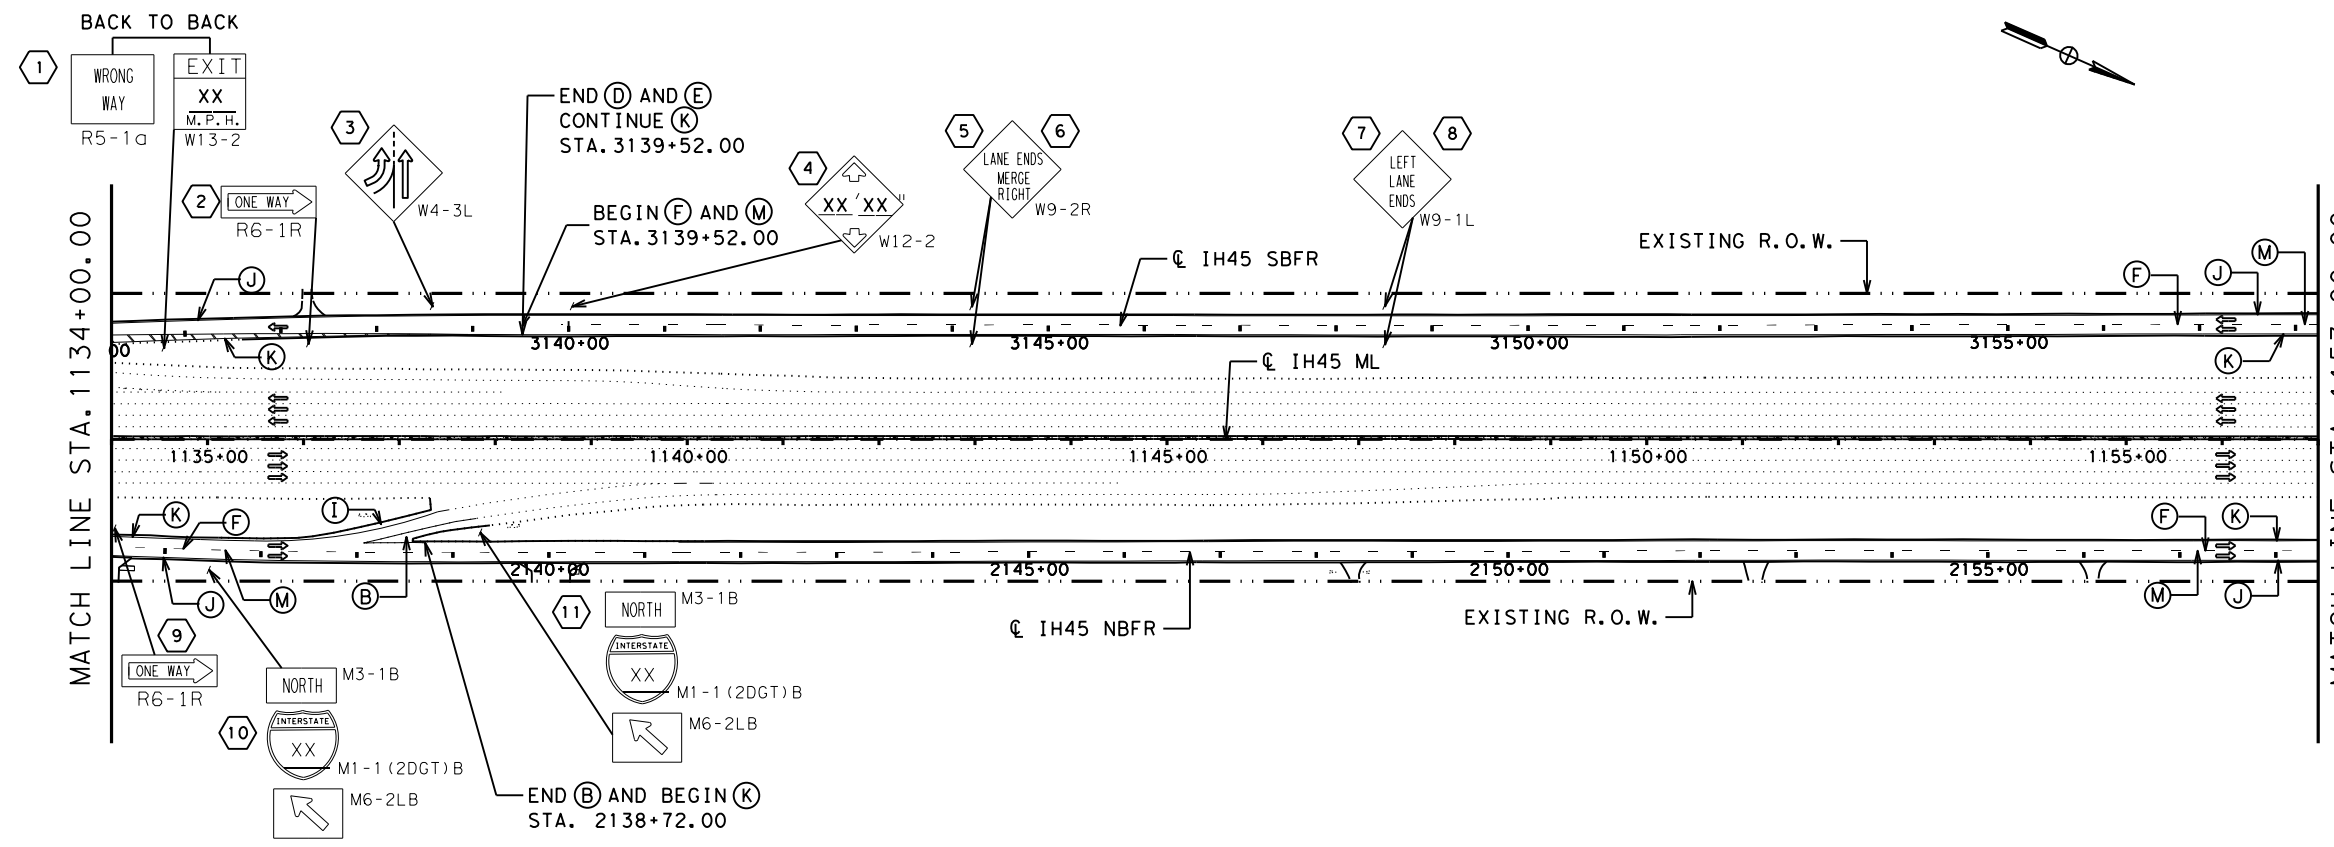 BACK TO BACK
1
WRONG
WAY
R5-1a
EXIT
XX
M.P.H.
W13-2
2
ONE WAY
R6-1R
3
W4-3L
END D AND E
CONTINUE K
STA.3139+52.00
BEGIN F AND M
STA.3139+52.00
4
XX'XX"
W12-2
5
6
LANE ENDS
MERGE
RIGHT
W9-2R
7
8
LEFT
LANE
ENDS
W9-1L
℄ IH45 SBFR
EXISTING R.O.W.
M
F
J
J
K
K
MATCH LINE STA.1134+00.00
00
3140+00
3145+00
3150+00
3155+00
℄ IH45 ML
1135+00
1140+00
1145+00
1150+00
1155+00
K
F
I
F
K
2140+00
2145+00
2150+00
2155+00
J
M
B
M
J
9
ONE WAY
R6-1R
10
NORTH
M3-1B
INTERSTATE
XX
M1-1(2DGT)B
M6-2LB
11
NORTH
M3-1B
INTERSTATE
XX
M1-1(2DGT)B
M6-2LB
℄ IH45 NBFR
EXISTING R.O.W.
END B AND BEGIN K
STA. 2138+72.00